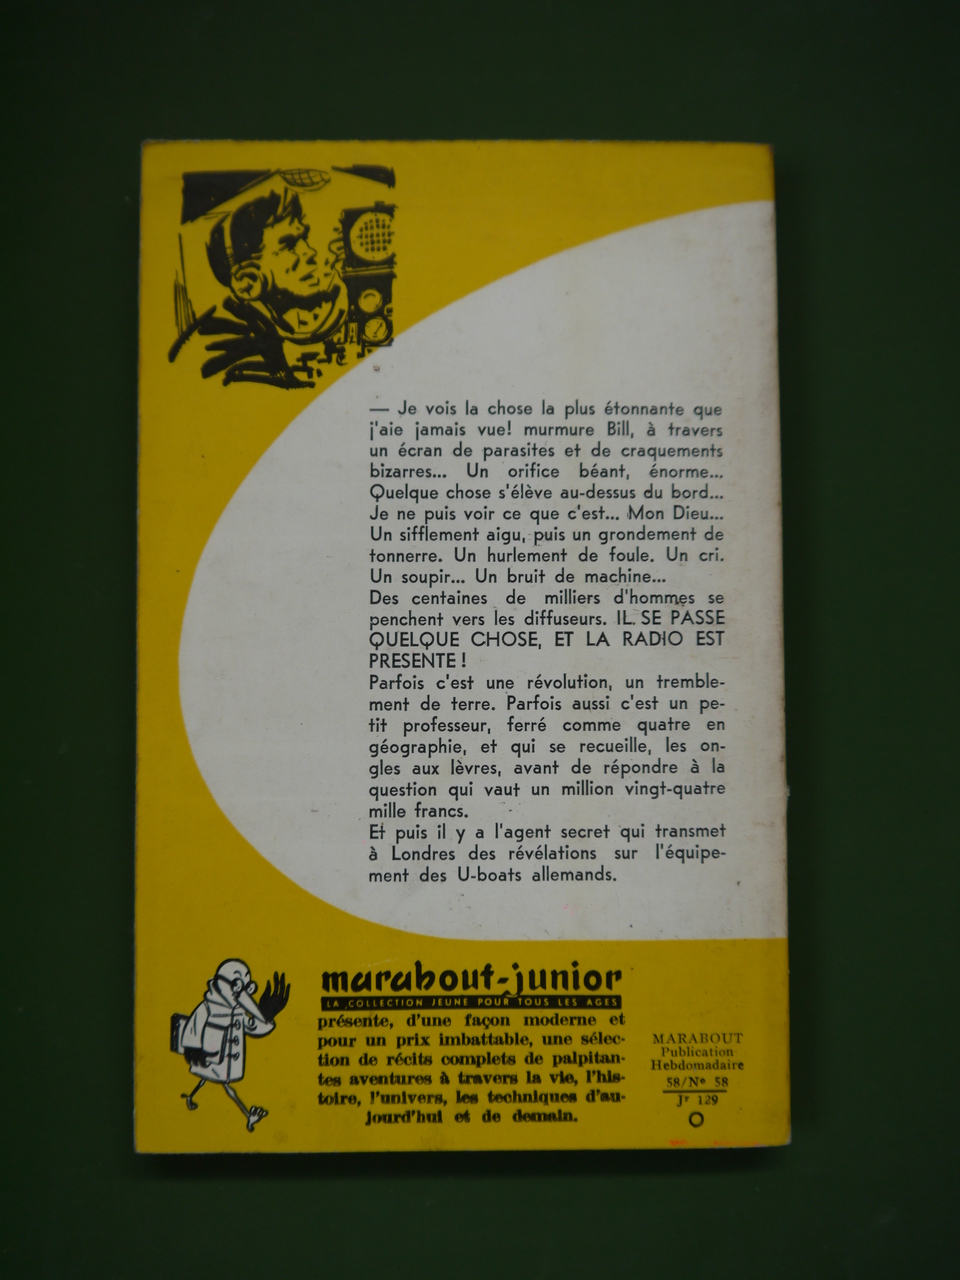 — Je vois la chose la plus étonnante que
j'aie jamais vue! murmure Bill, à travers
un écran de parasites et de craquements
bizarres... Un orifice béant, énorme...
Quelque chose s'élève au-dessus du bord...
Je ne puis voir ce que c'est... Mon Dieu...
Un sifflement aigu, puis un grondement de
tonnerre. Un hurlement de foule. Un cri.
Un soupir... Un bruit de machine...
Des centaines de milliers d'hommes se
penchent vers les diffuseurs. IL SE PASSE
QUELQUE CHOSE, ET LA RADIO EST
PRESENTE !
Parfois c'est une révolution, un tremble-
ment de terre. Parfois aussi c'est un pe-
tit professeur, ferré comme quatre en
géographie, et qui se recueille, les on-
gles aux lèvres, avant de répondre à la
question qui vaut un million vingt-quatre
mille francs.
Et puis il y a l'agent secret qui transmet
à Londres des révélations sur l'équipe-
ment des U-boats allemands.
marabout-junior
LA COLLECTION JEUNE POUR TOUS LES AGES
présente, d'une façon moderne et
pour un prix imbattable, une sélec-
tion de récits complets de palpitan-
tes aventures à travers la vie, l'his-
toire, l'univers, les techniques d'au-
jourd'hui et de demain.
MARABOUT
Publication
Hebdomadaire
58/N° 58
Jr 129